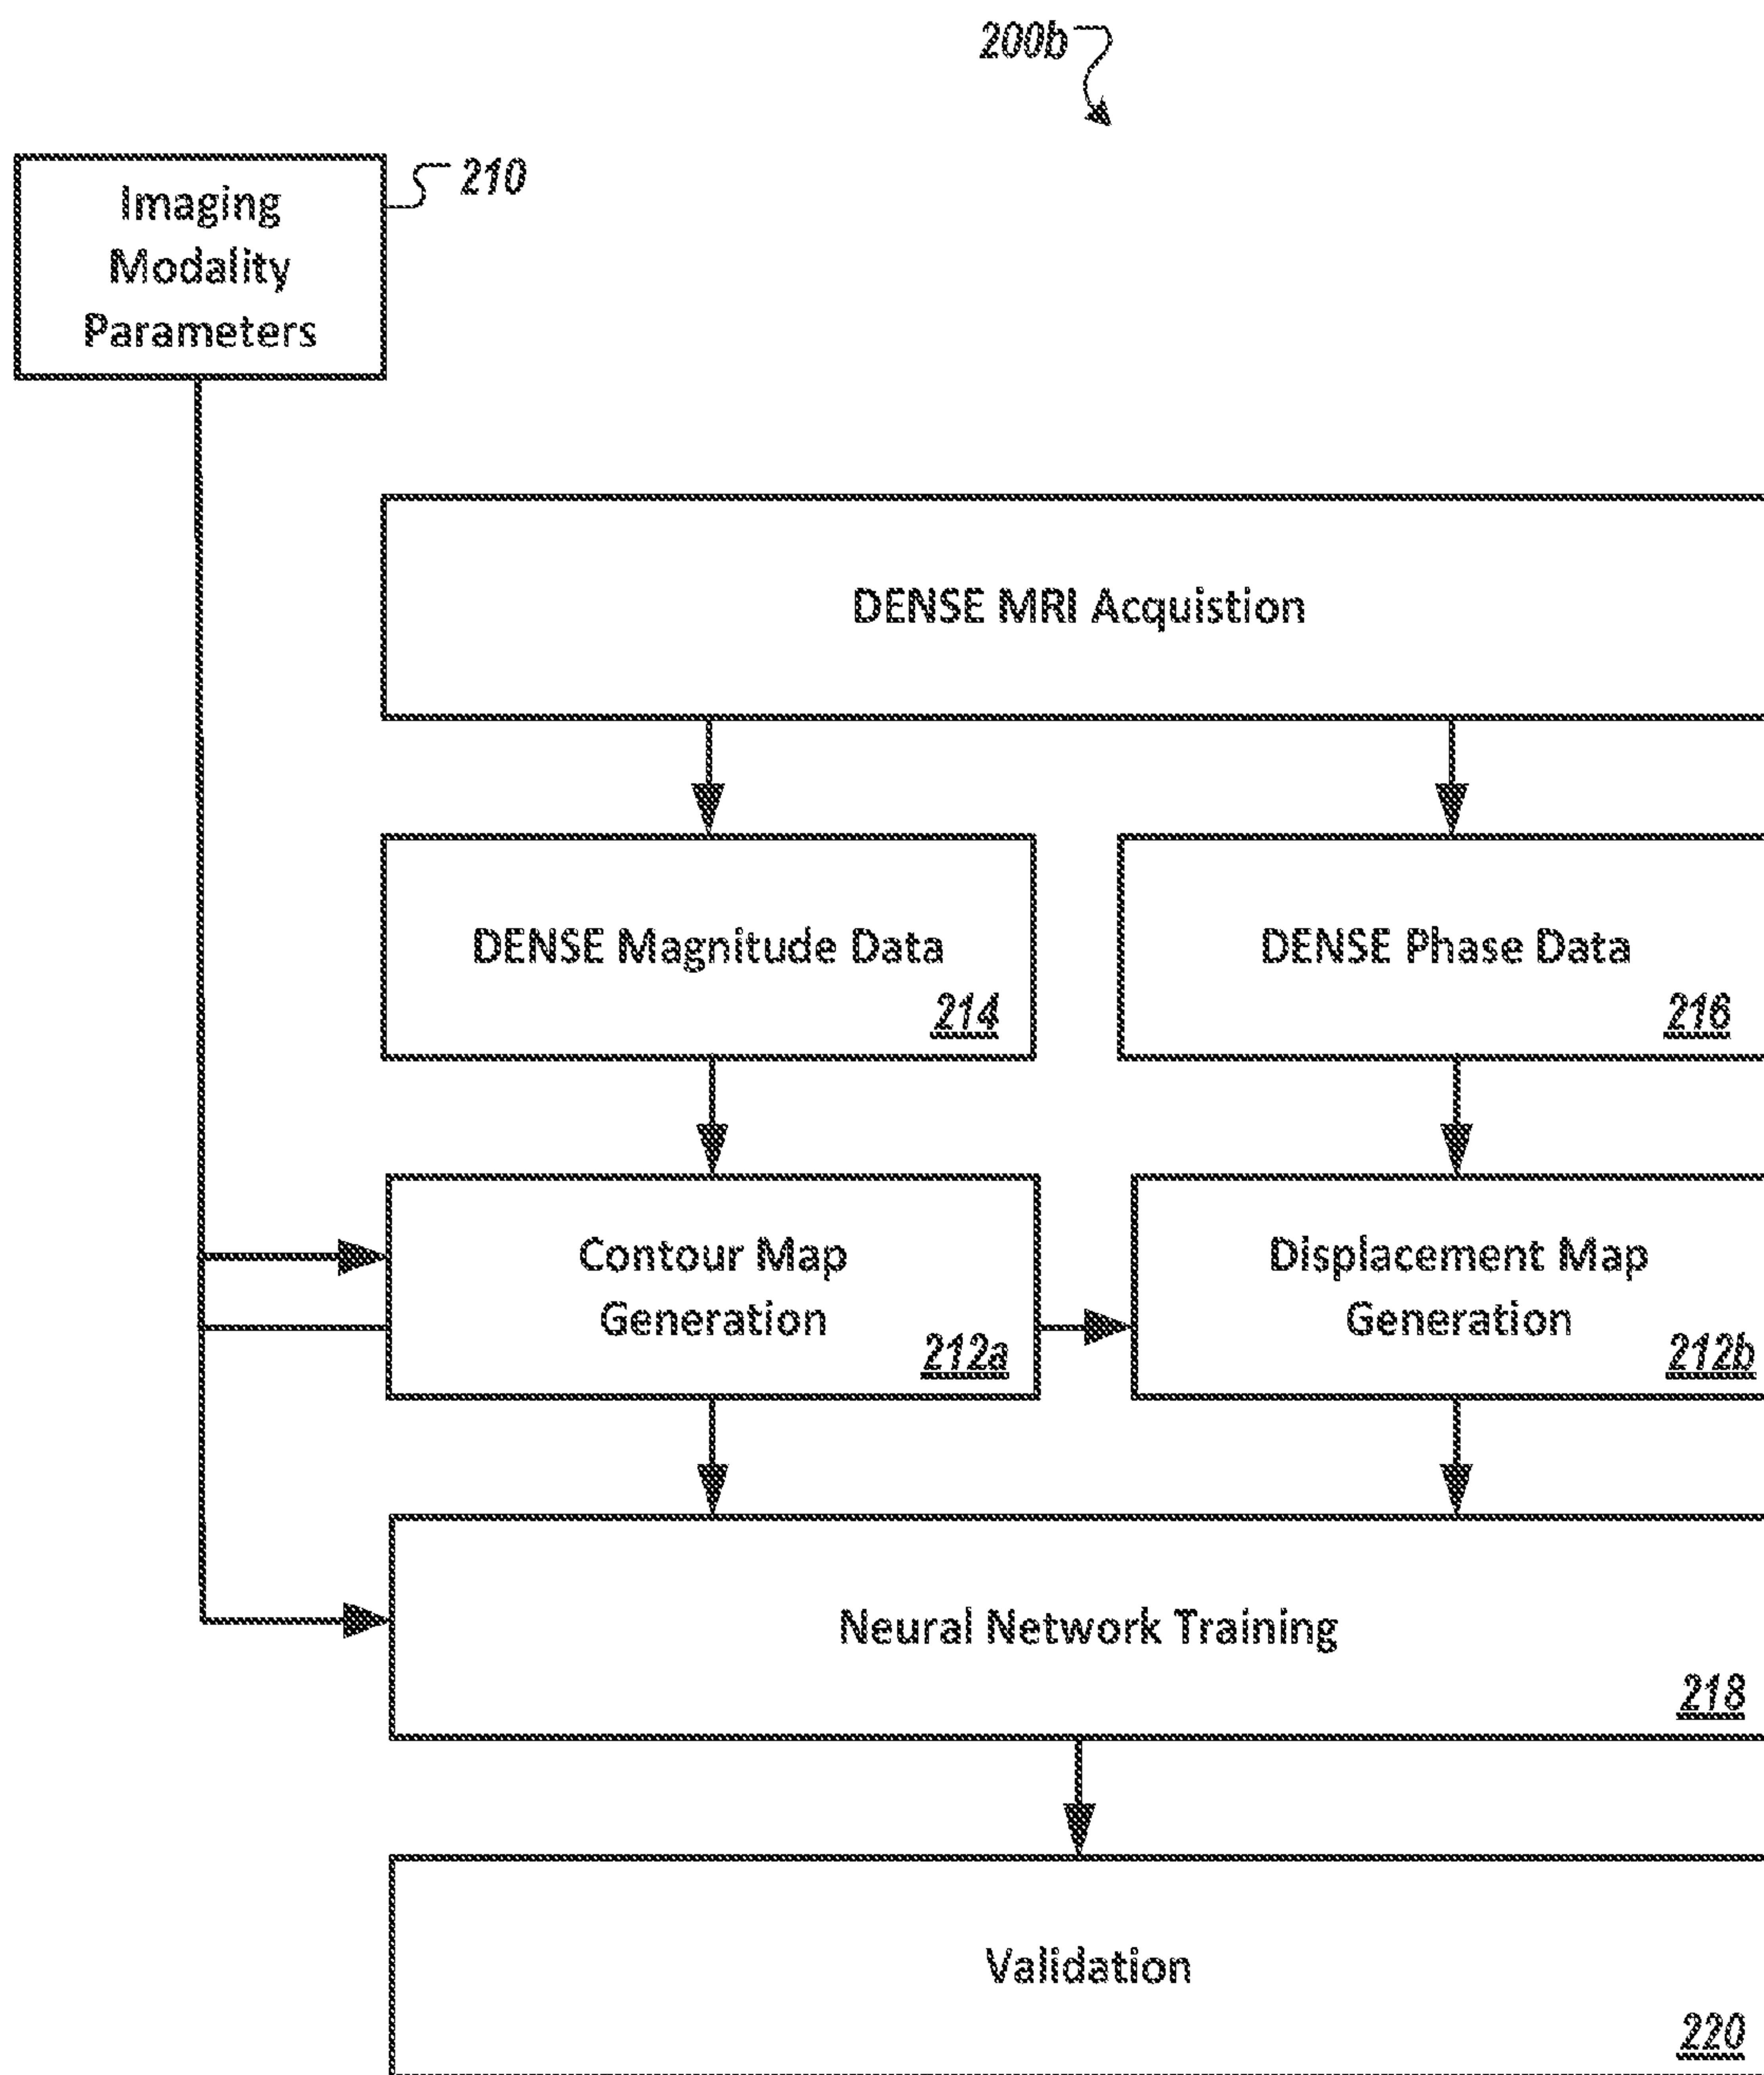 200b
210
Imaging
Modality
Parameters
DENSE MRI Acquistion
DENSE Magnitude Data
214
DENSE Phase Data
216
Contour Map
Generation
212a
Displacement Map
Generation
212b
Neural Network Training
218
Validation
220